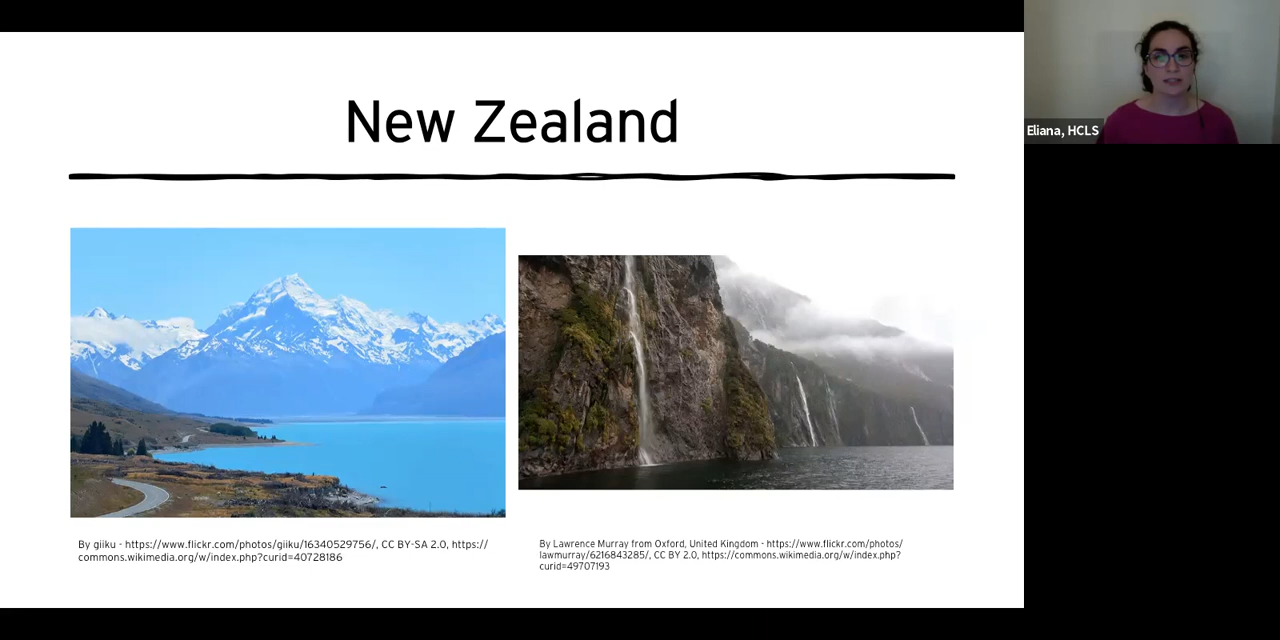 New Zealand
Eliana, HCLS
By giiku - https://www.flickr.com/photos/giiku/16340529756/, CC BY-SA 2.0, https://
commons.wikimedia.org/w/index.php?curid=40728186
By Lawrence Murray from Oxford, United Kingdom - https://www.flickr.com/photos/
lawmurray/6216843285/, CC BY 2.0, https://commons.wikimedia.org/w/index.php?
curid=49707193